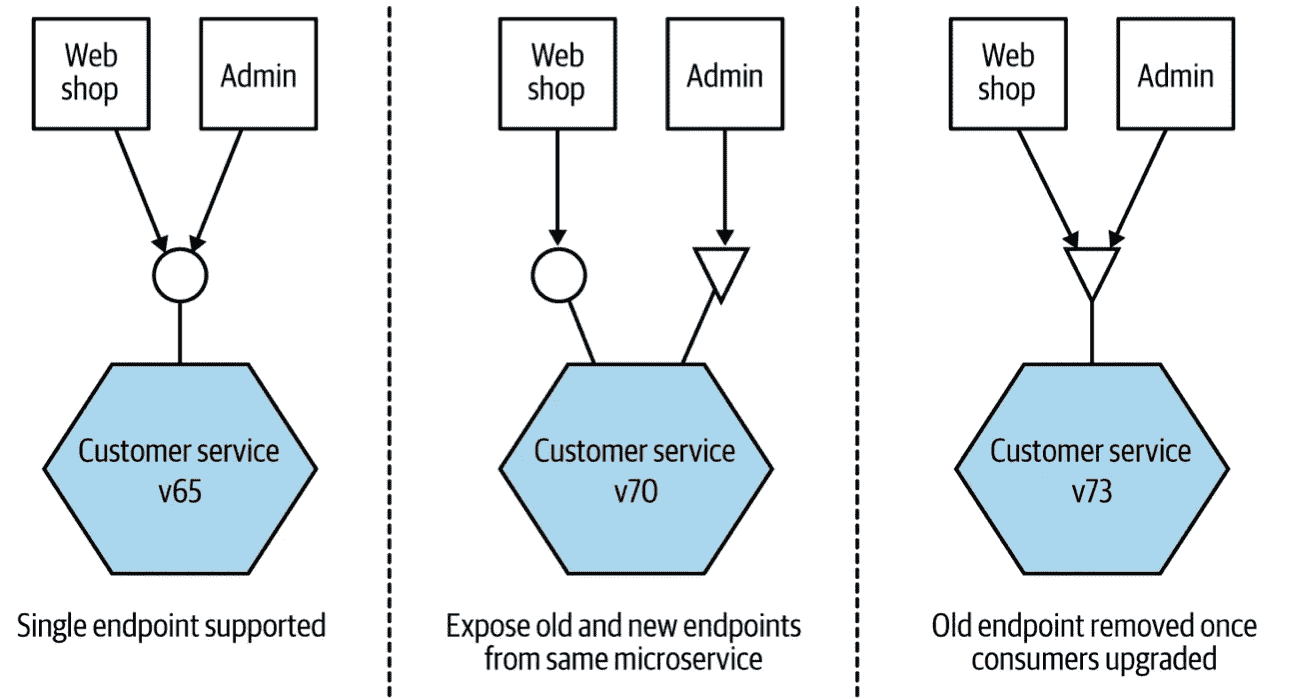 Web
shop
Admin
Customer service
v65
Single endpoint supported
Web
shop
Admin
Customer service
v70
Expose old and new endpoints
from same microservice
Web
shop
Admin
Customer service
v73
Old endpoint removed once
consumers upgraded